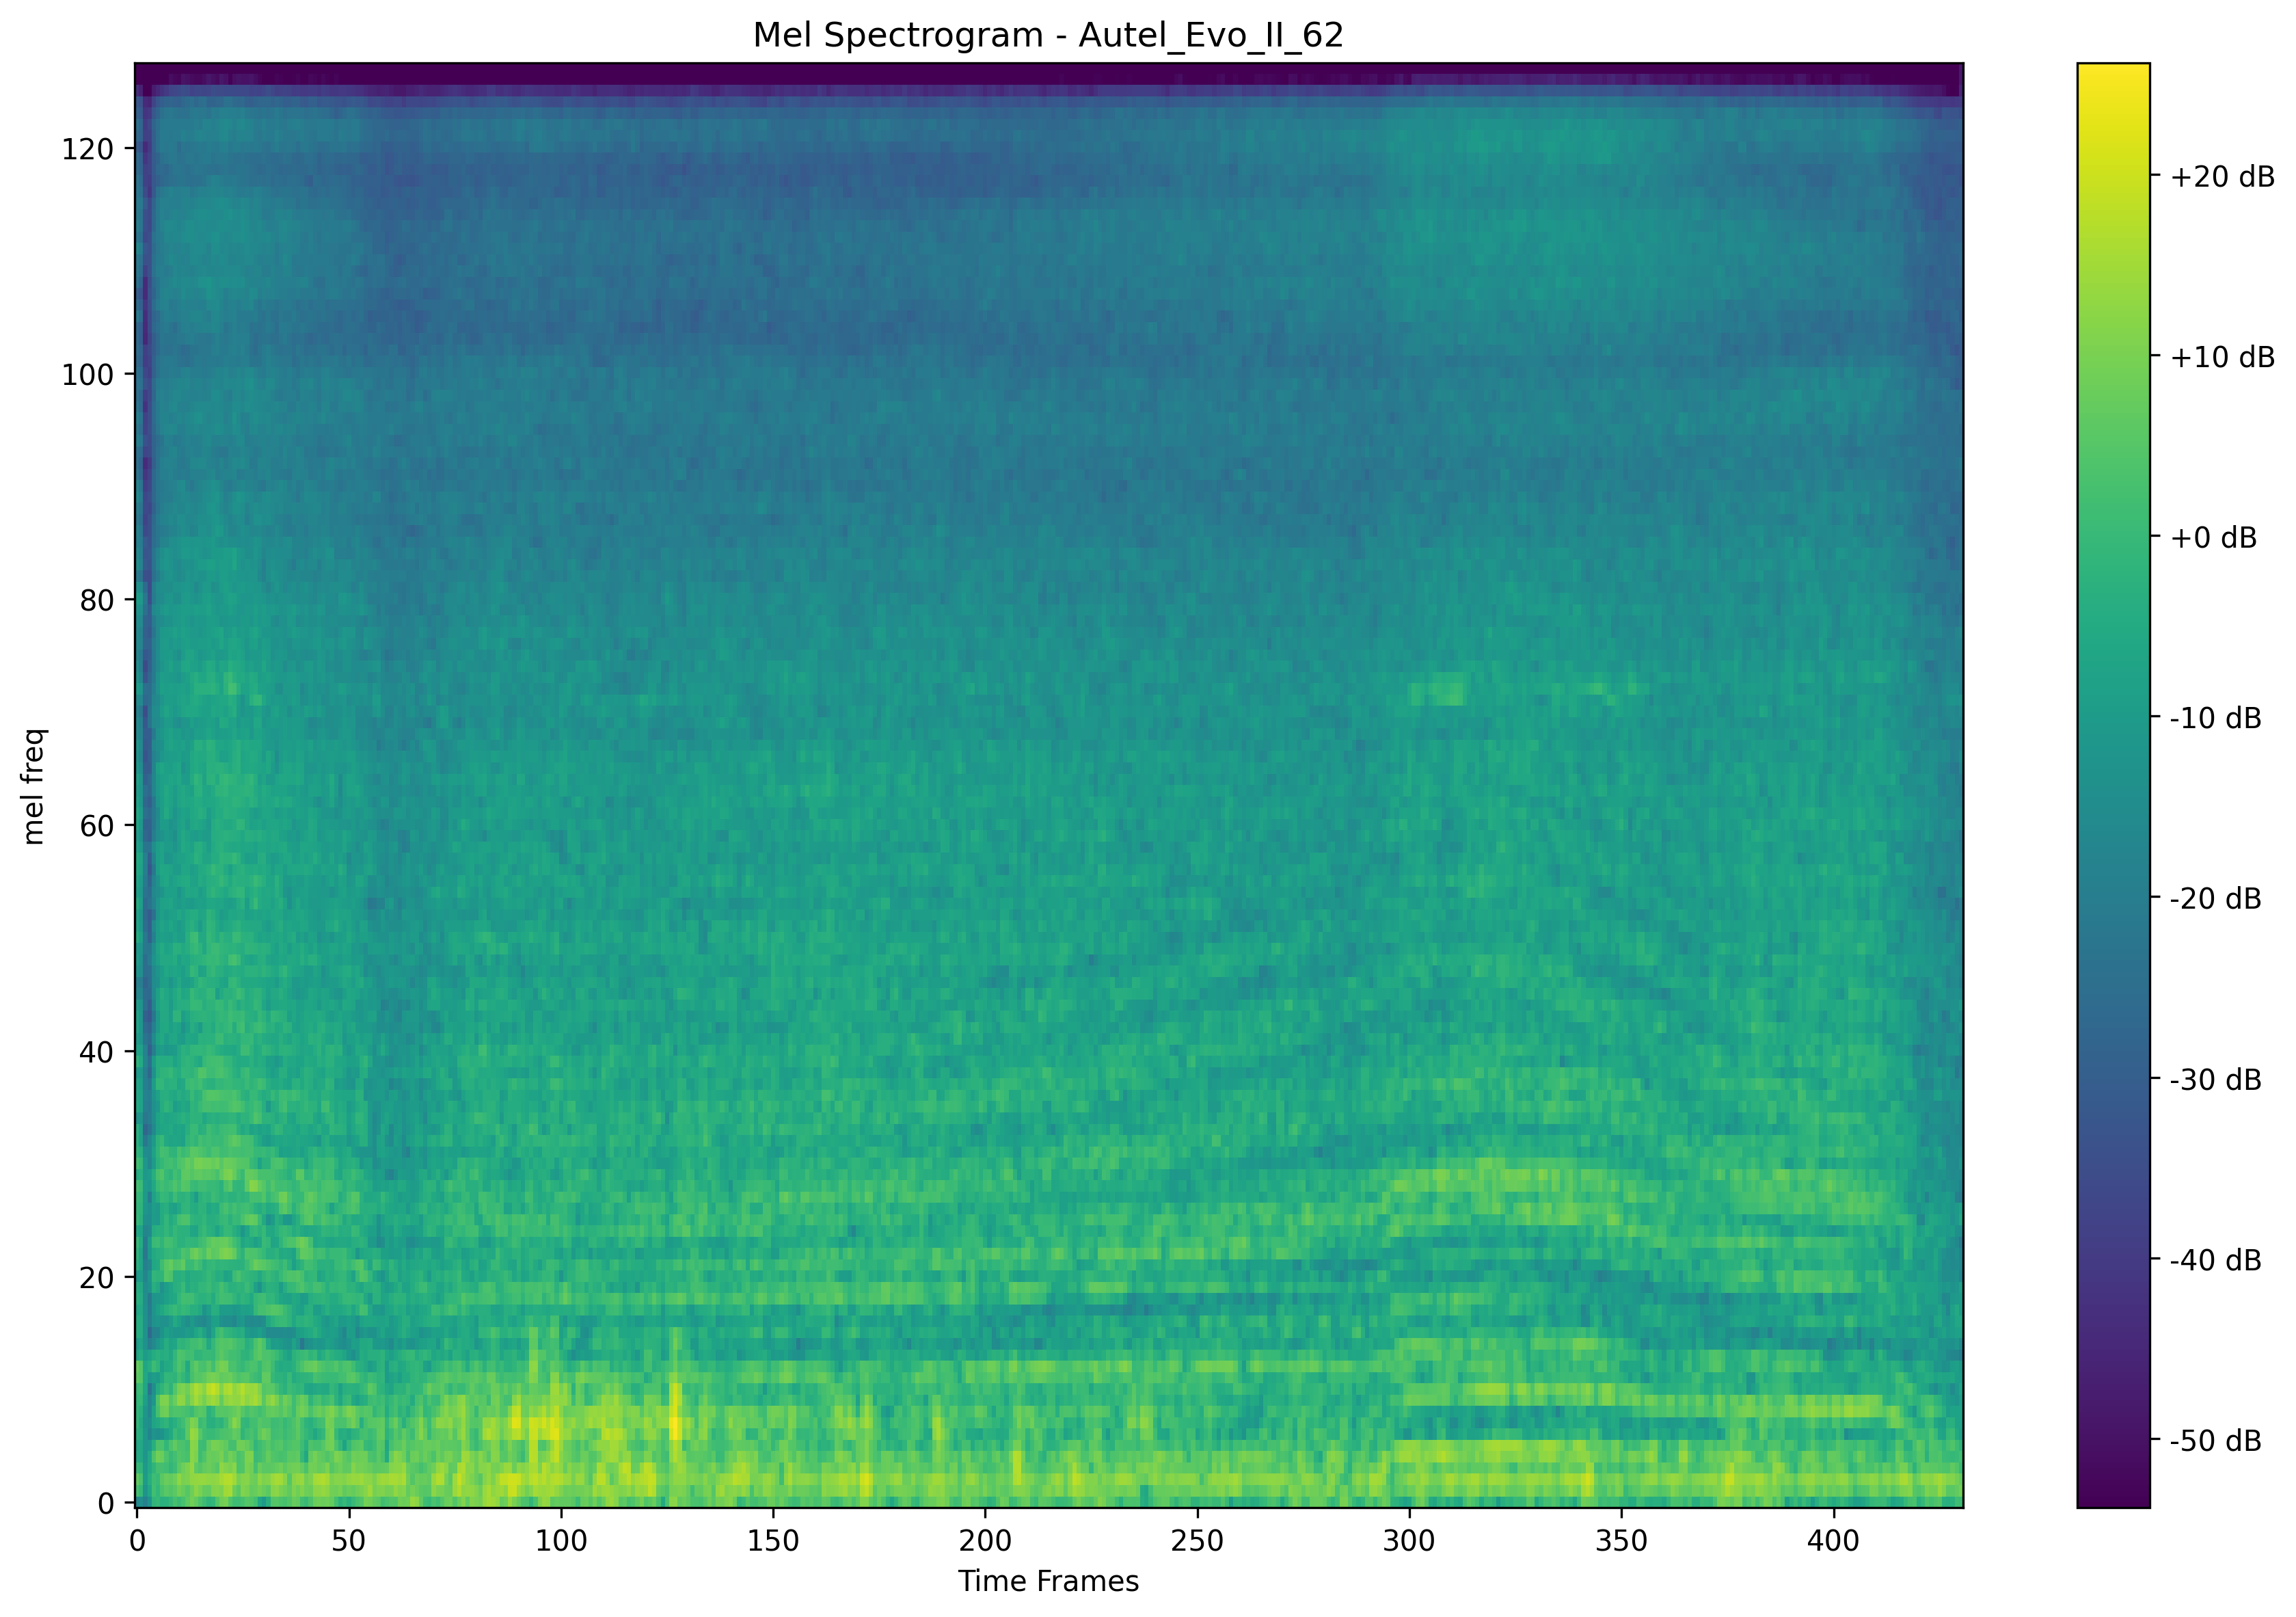 Mel Spectrogram - Autel_Evo_II_62
mel freq
120
100
80
60
40
20
0
0 50 100 150 200 250 300 350 400
Time Frames
+20 dB
+10 dB
+0 dB
-10 dB
-20 dB
-30 dB
-40 dB
-50 dB